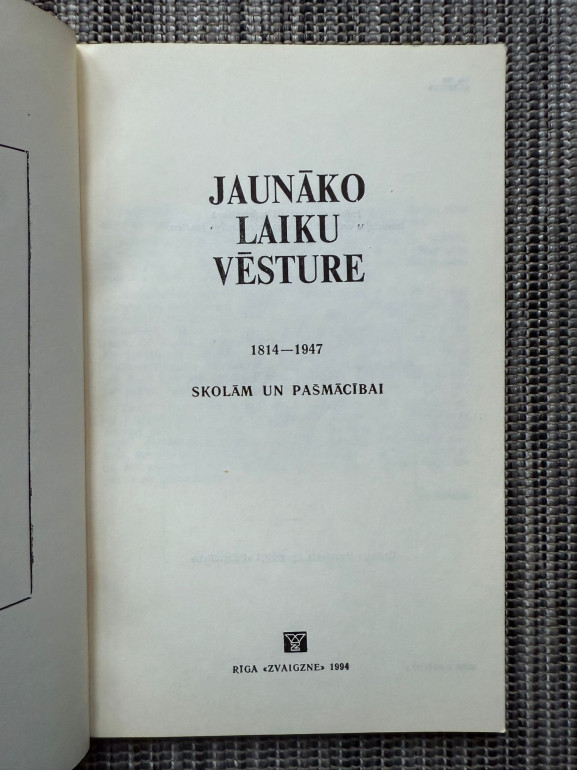 JAUNĀKO
LAIKU
VĒSTURE
1814—1947
SKOLĀM UN PAŠMĀCĪBAI
RĪGA «ZVAIGZNE» 1994